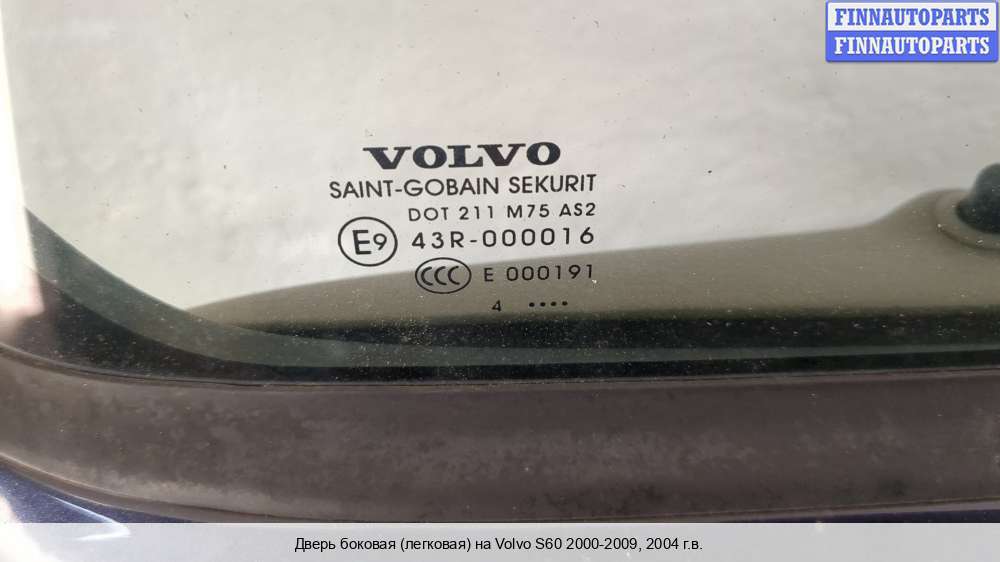 FINNAUTOPARTS
FINNAUTOPARTS
VOLVO
SAINT-GOBAIN SEKURIT
DOT 211 M75 AS2
E9 43R-000016
CCC E 000191
4 ••••
Дверь боковая (легковая) на Volvo S60 2000-2009, 2004 г.в.